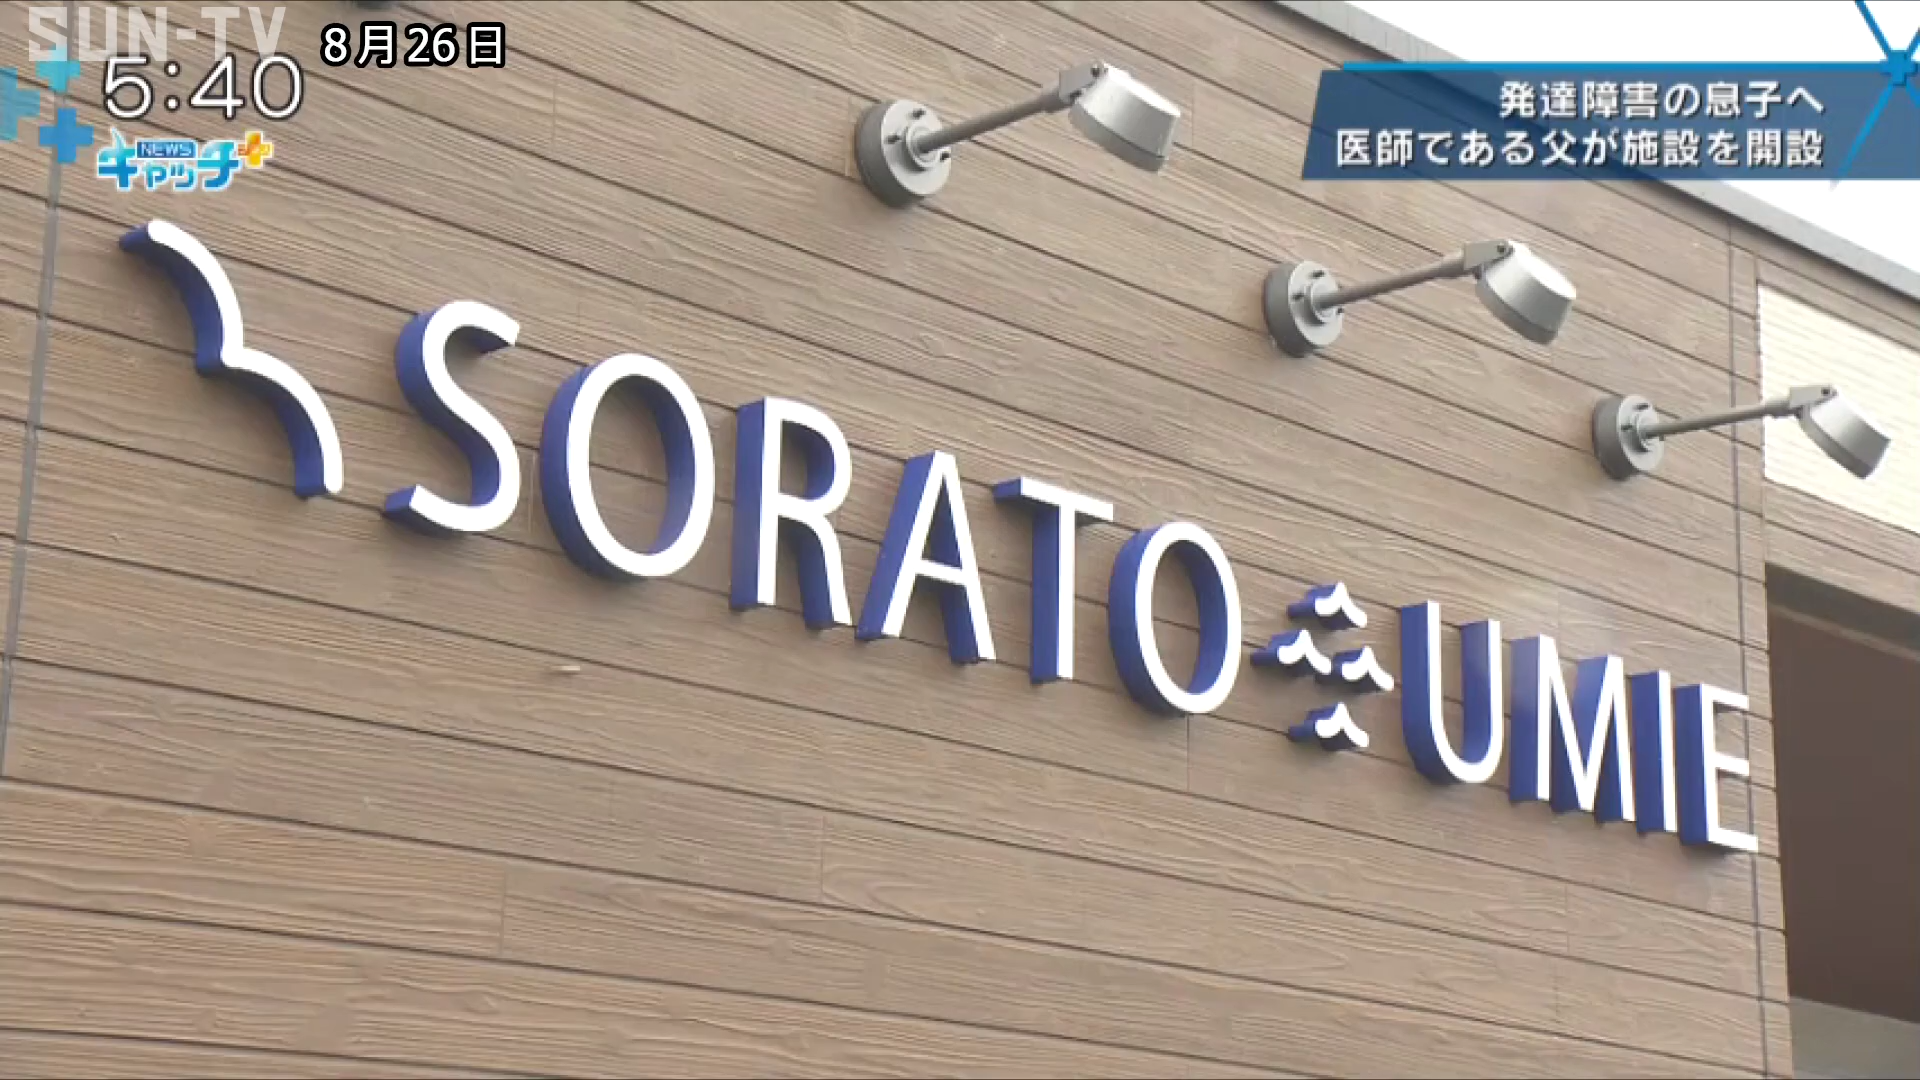 SUN-TV
8月26日
5:40
NEWS
キャッチ+
発達障害の息子へ
医師である父が施設を開設
SORATO UMIE